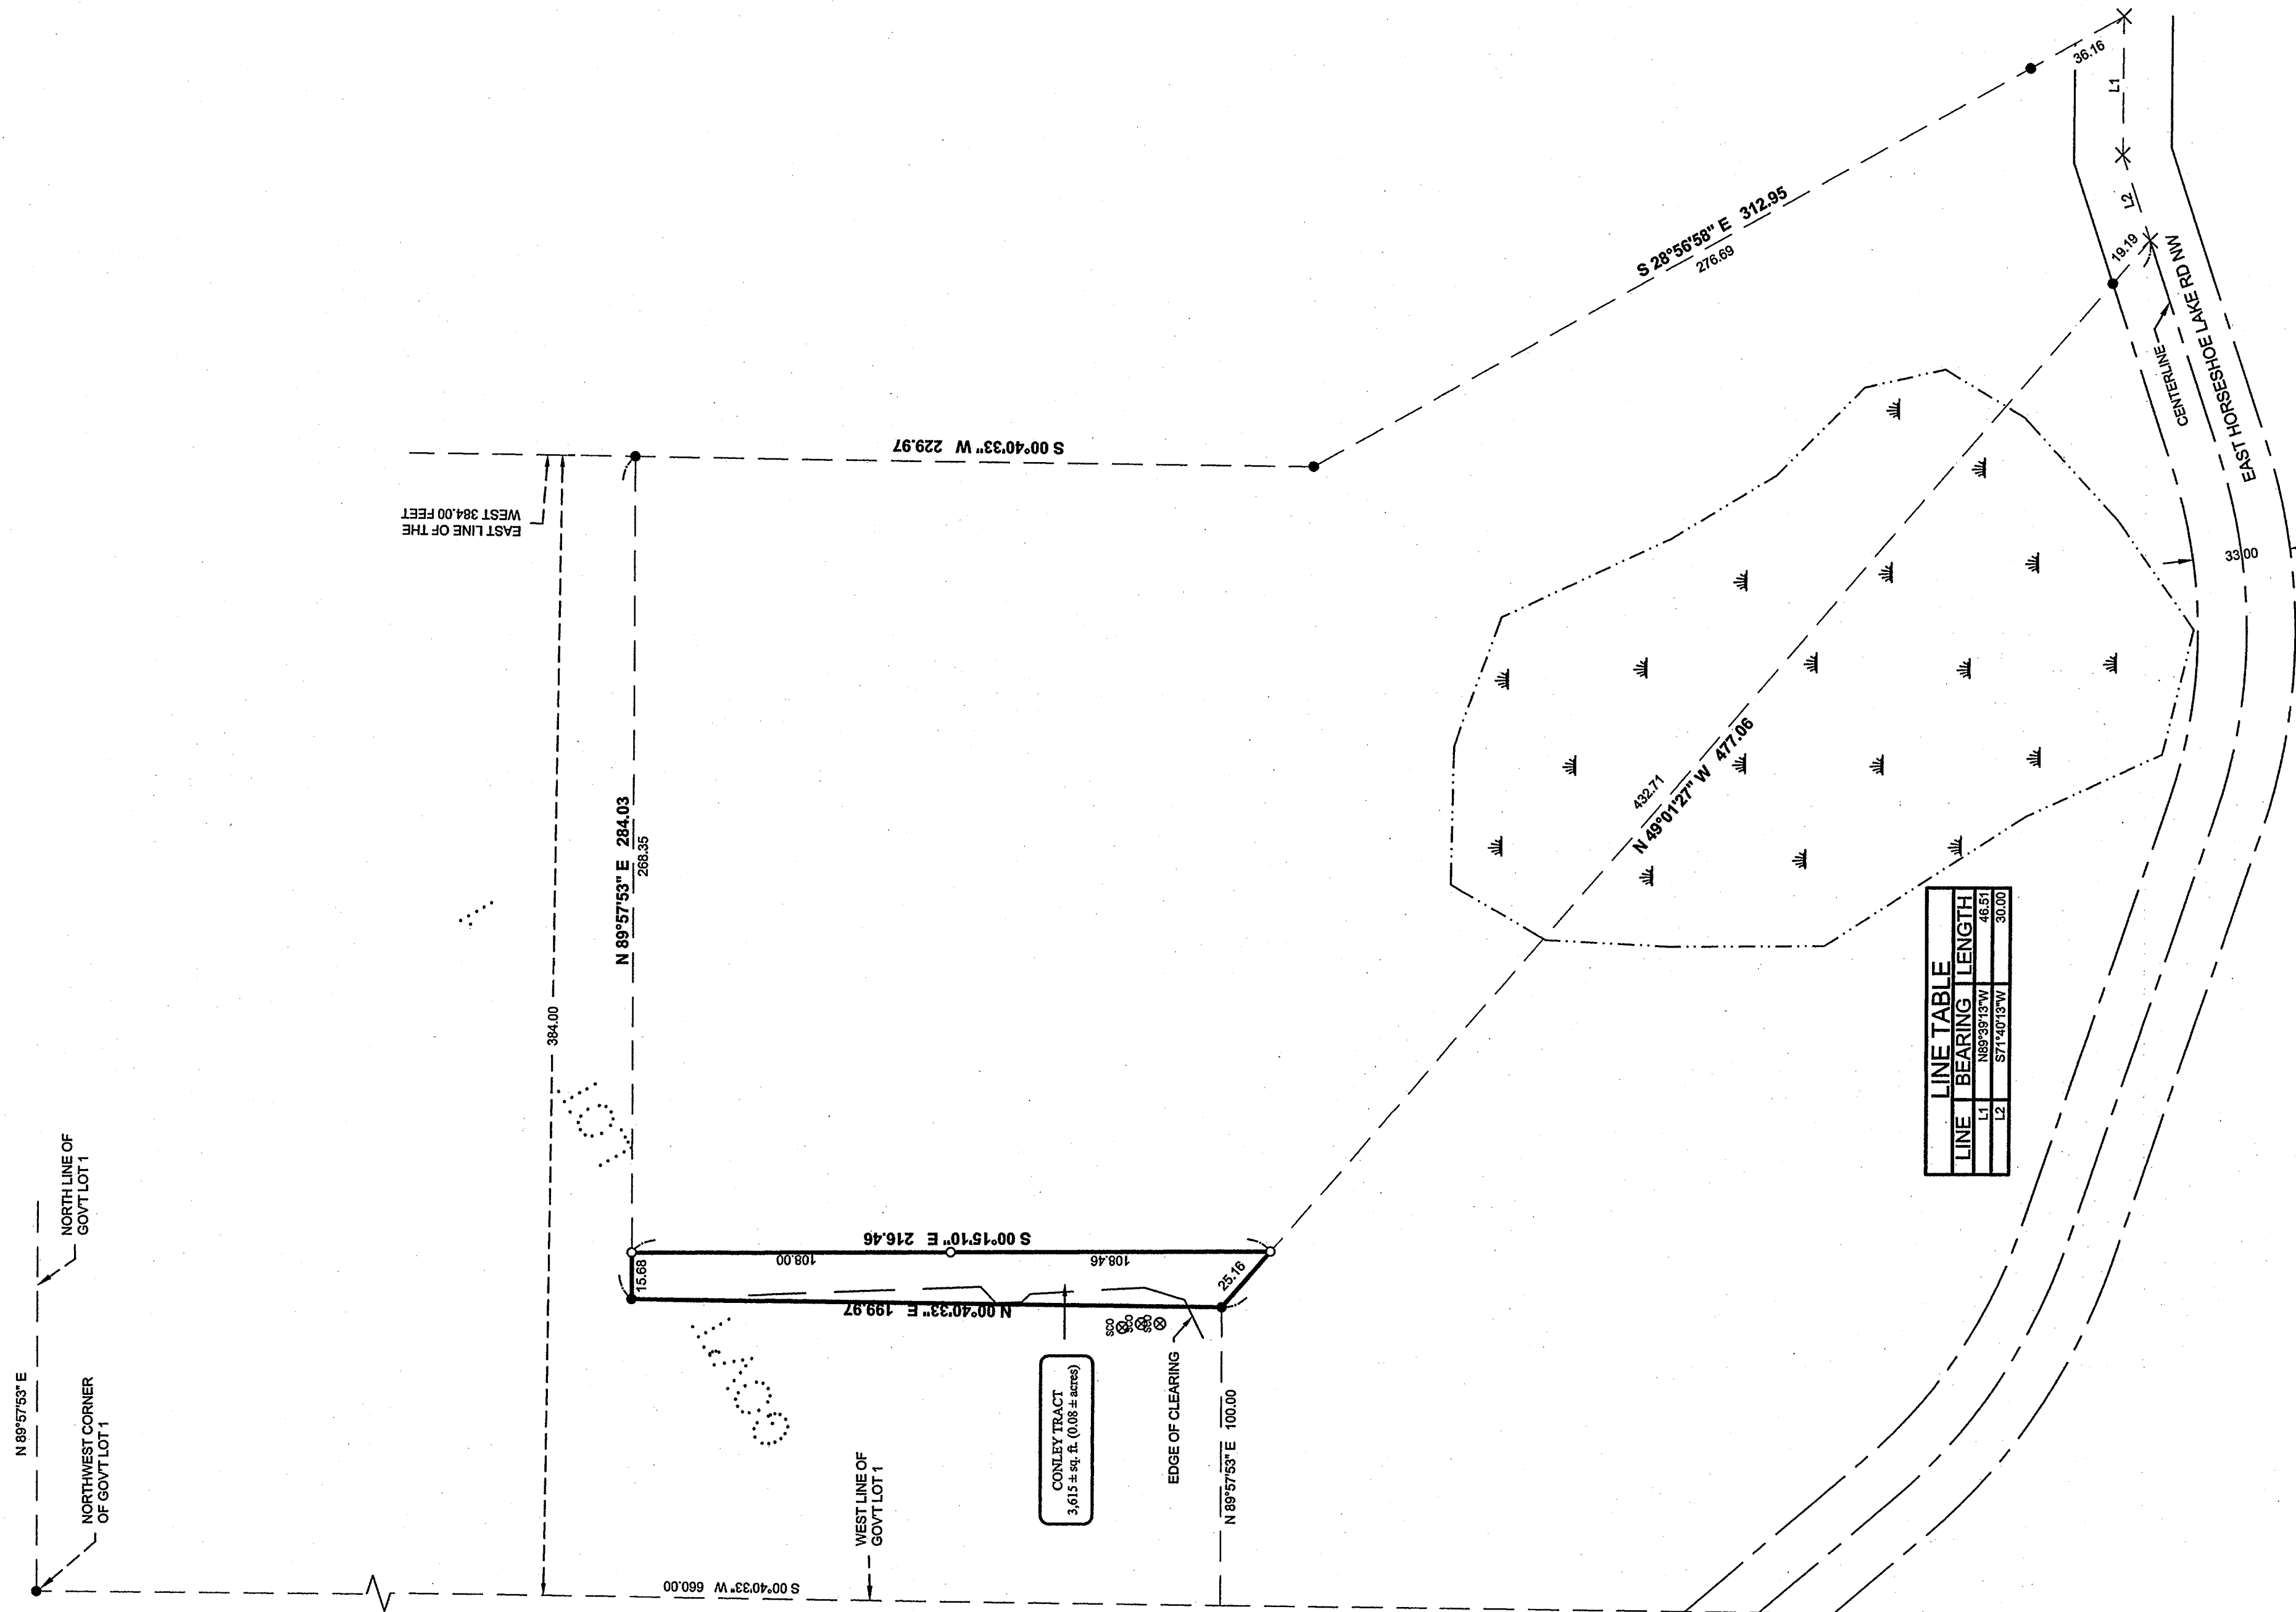 N 89°57'53" E
NORTH LINE OF
GOV'T LOT 1
NORTHWEST CORNER
OF GOV'T LOT 1
EAST LINE OF THE
WEST 384.00 FEET
384.00
S 00°40'33" W 229.97
N 89°57'53" E 284.03
268.35
1
LOT
GOV'T
S 00°15'10" E 216.46
108.00
108.46
15.68
25.16
N 00°40'33" E 199.97
SCO
SCO
SCO
CONLEY TRACT
3,615 ± sq. ft. (0.08 ± acres)
EDGE OF CLEARING
WEST LINE OF
GOV'T LOT 1
S 00°40'33" W 660.00
N 89°57'53" E 100.00
S 28°56'58" E 312.95
276.69
36.16
L1
L2
19.19
CENTERLINE
EAST HORSESHOE LAKE RD NW
33.00
432.71
N 49°01'27" W 477.06
LINE TABLE
LINE BEARING LENGTH
L1 N89°39'13"W 46.51
L2 S71°40'13"W 30.00